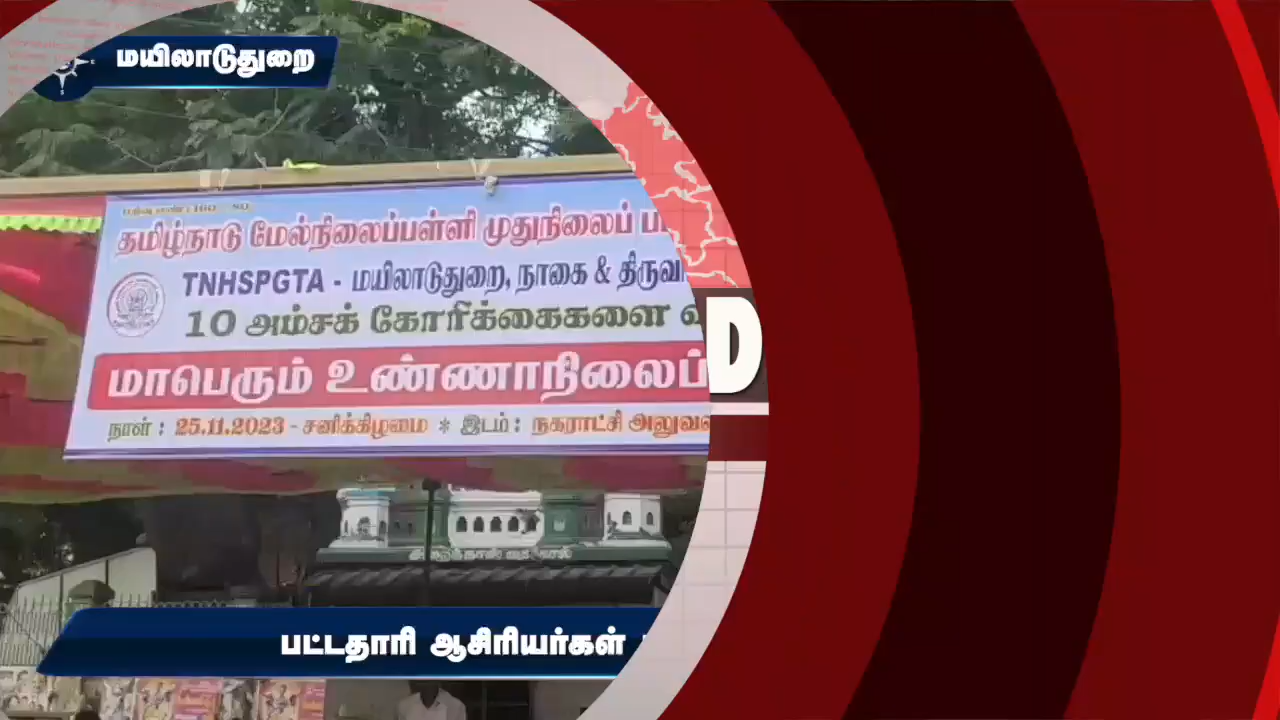 மயிலாடுதுறை
தமிழ்நாடு மேல்நிலைப்பள்ளி முதுநிலைப்
TNHSPGTA - மயிலாடுதுறை, நாகை &
10 அம்சக் கோரிக்கைகளை
மாபெரும் உண்ணாநிலைப்
நாள் : 25.11.2023 - சனிக்கிழமை * இடம் : நகராட்சி
D
பட்டதாரி ஆசிரியர்கள்